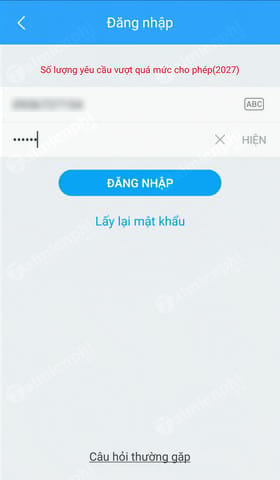 Đăng nhập
Số lượng yêu cầu vượt quá mức cho phép(2027)
ABC
••••••
HIỆN
ĐĂNG NHẬP
Lấy lại mật khẩu
Câu hỏi thường gặp